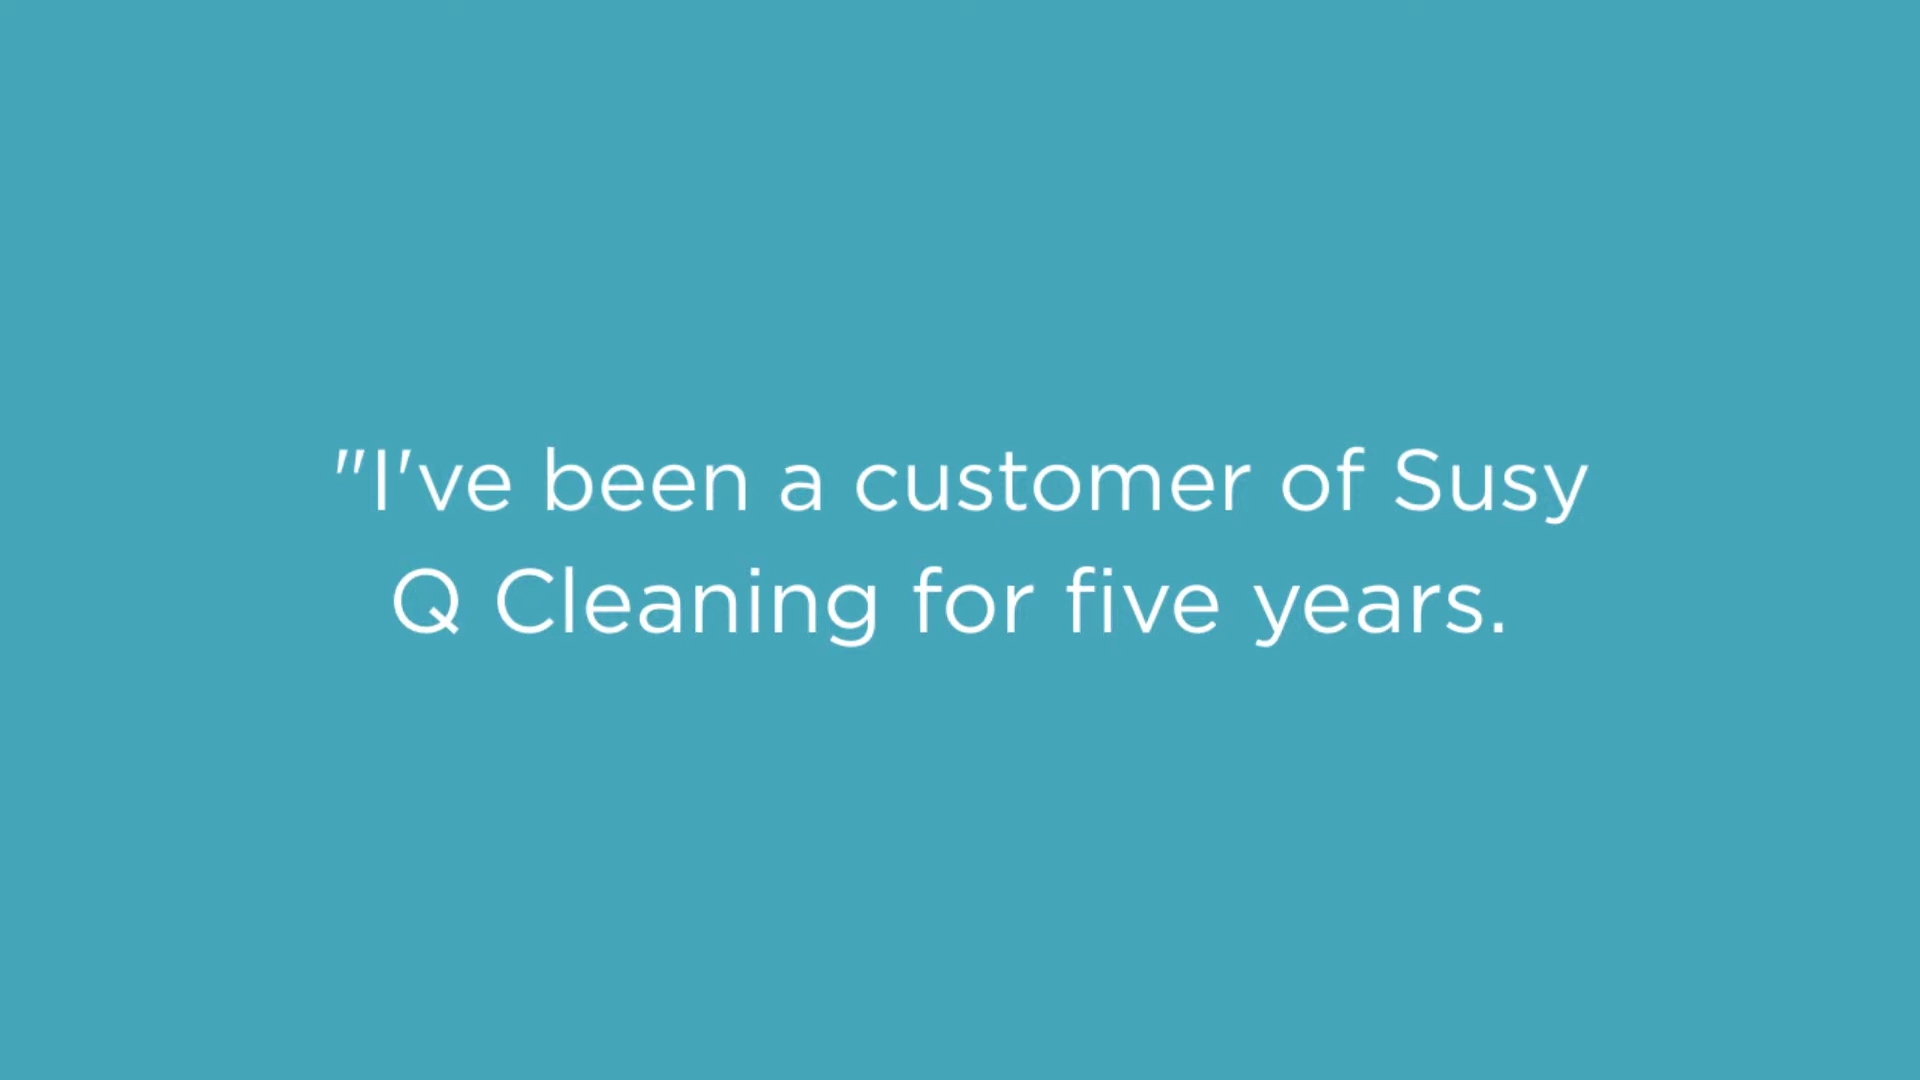 "I've been a customer of Susy
Q Cleaning for five years.